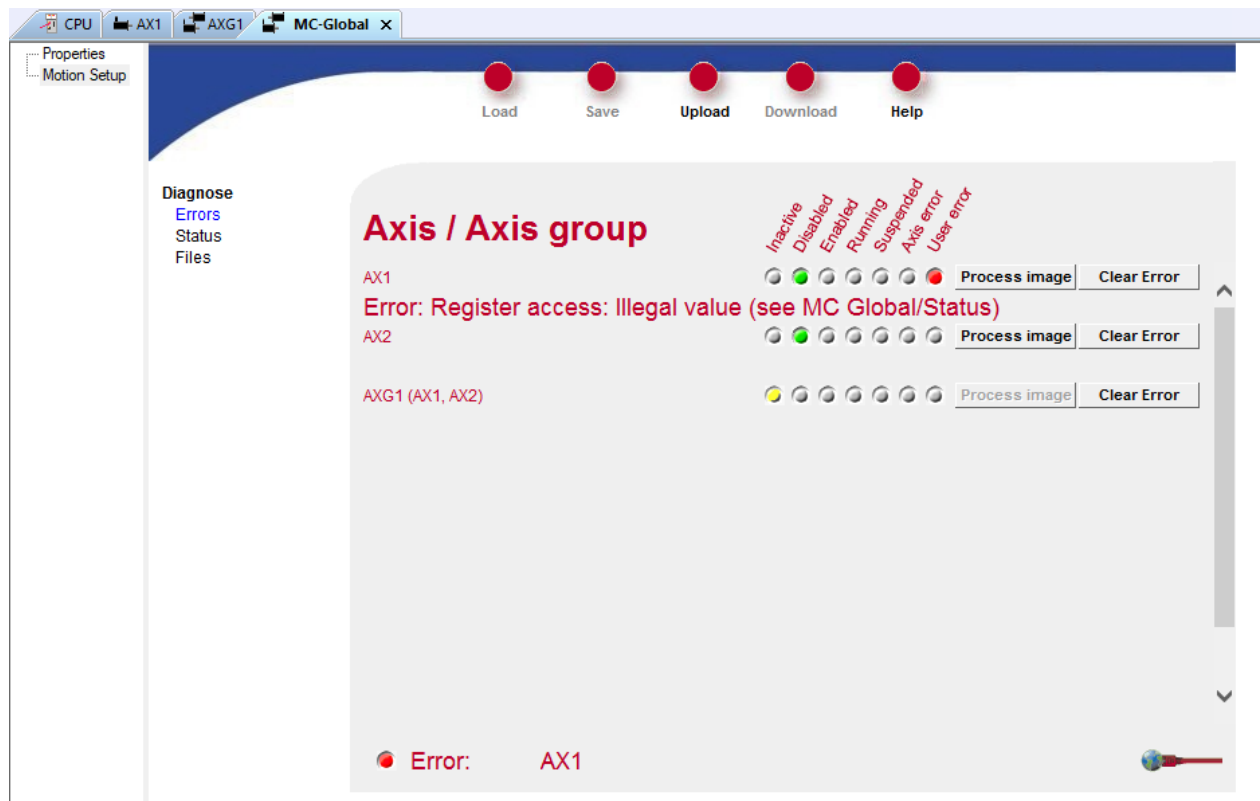 CPU AX1 AXG1 MC-Global
Properties
Motion Setup
Load Save Upload Download Help
Diagnose
Errors
Status
Files
Axis / Axis group
Inactive Disabled Enabled Running Suspended Axis error User error
AX1 Process image Clear Error
Error: Register access: Illegal value (see MC Global/Status)
AX2 Process image Clear Error
AXG1 (AX1, AX2) Process image Clear Error
Error: AX1